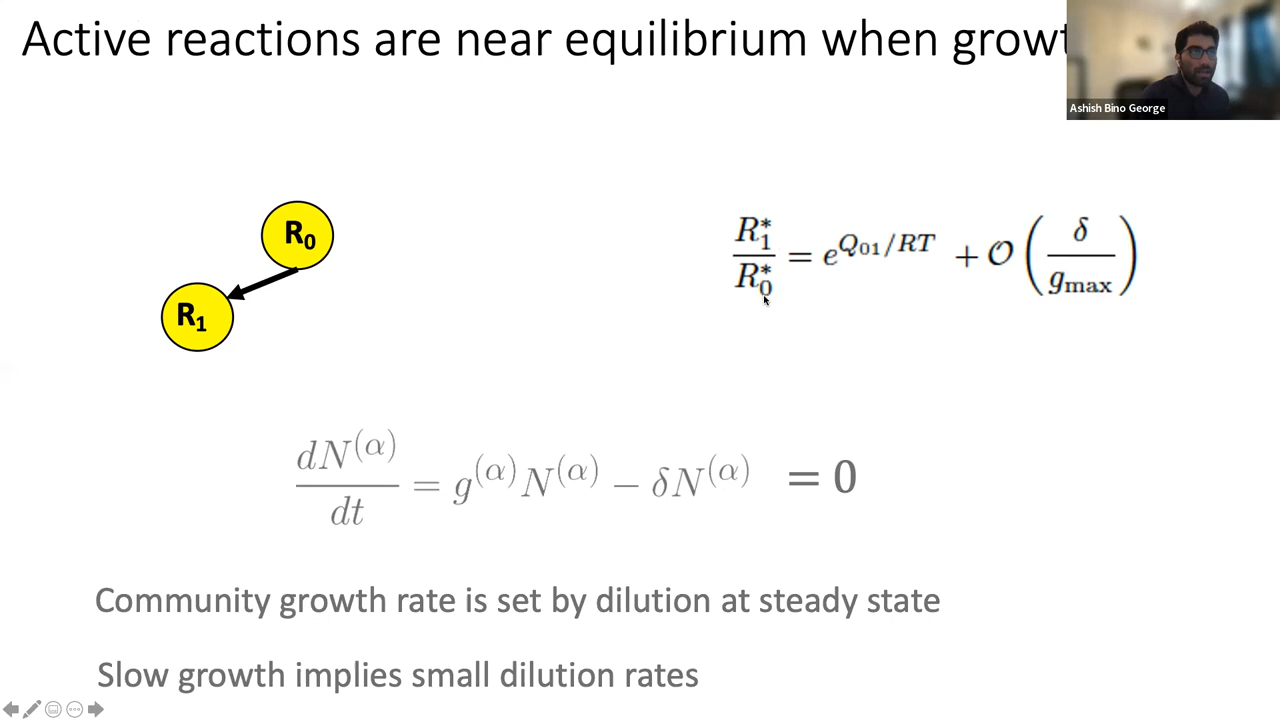 Active reactions are near equilibrium when
Ashish Bino George
R₀
R₁
R₁*/R₀* = e^{Q₀₁/RT} + 𝒪(δ/g_max)
dN^(α)/dt = g^(α)N^(α) − δN^(α) = 0
Community growth rate is set by dilution at steady state
Slow growth implies small dilution rates